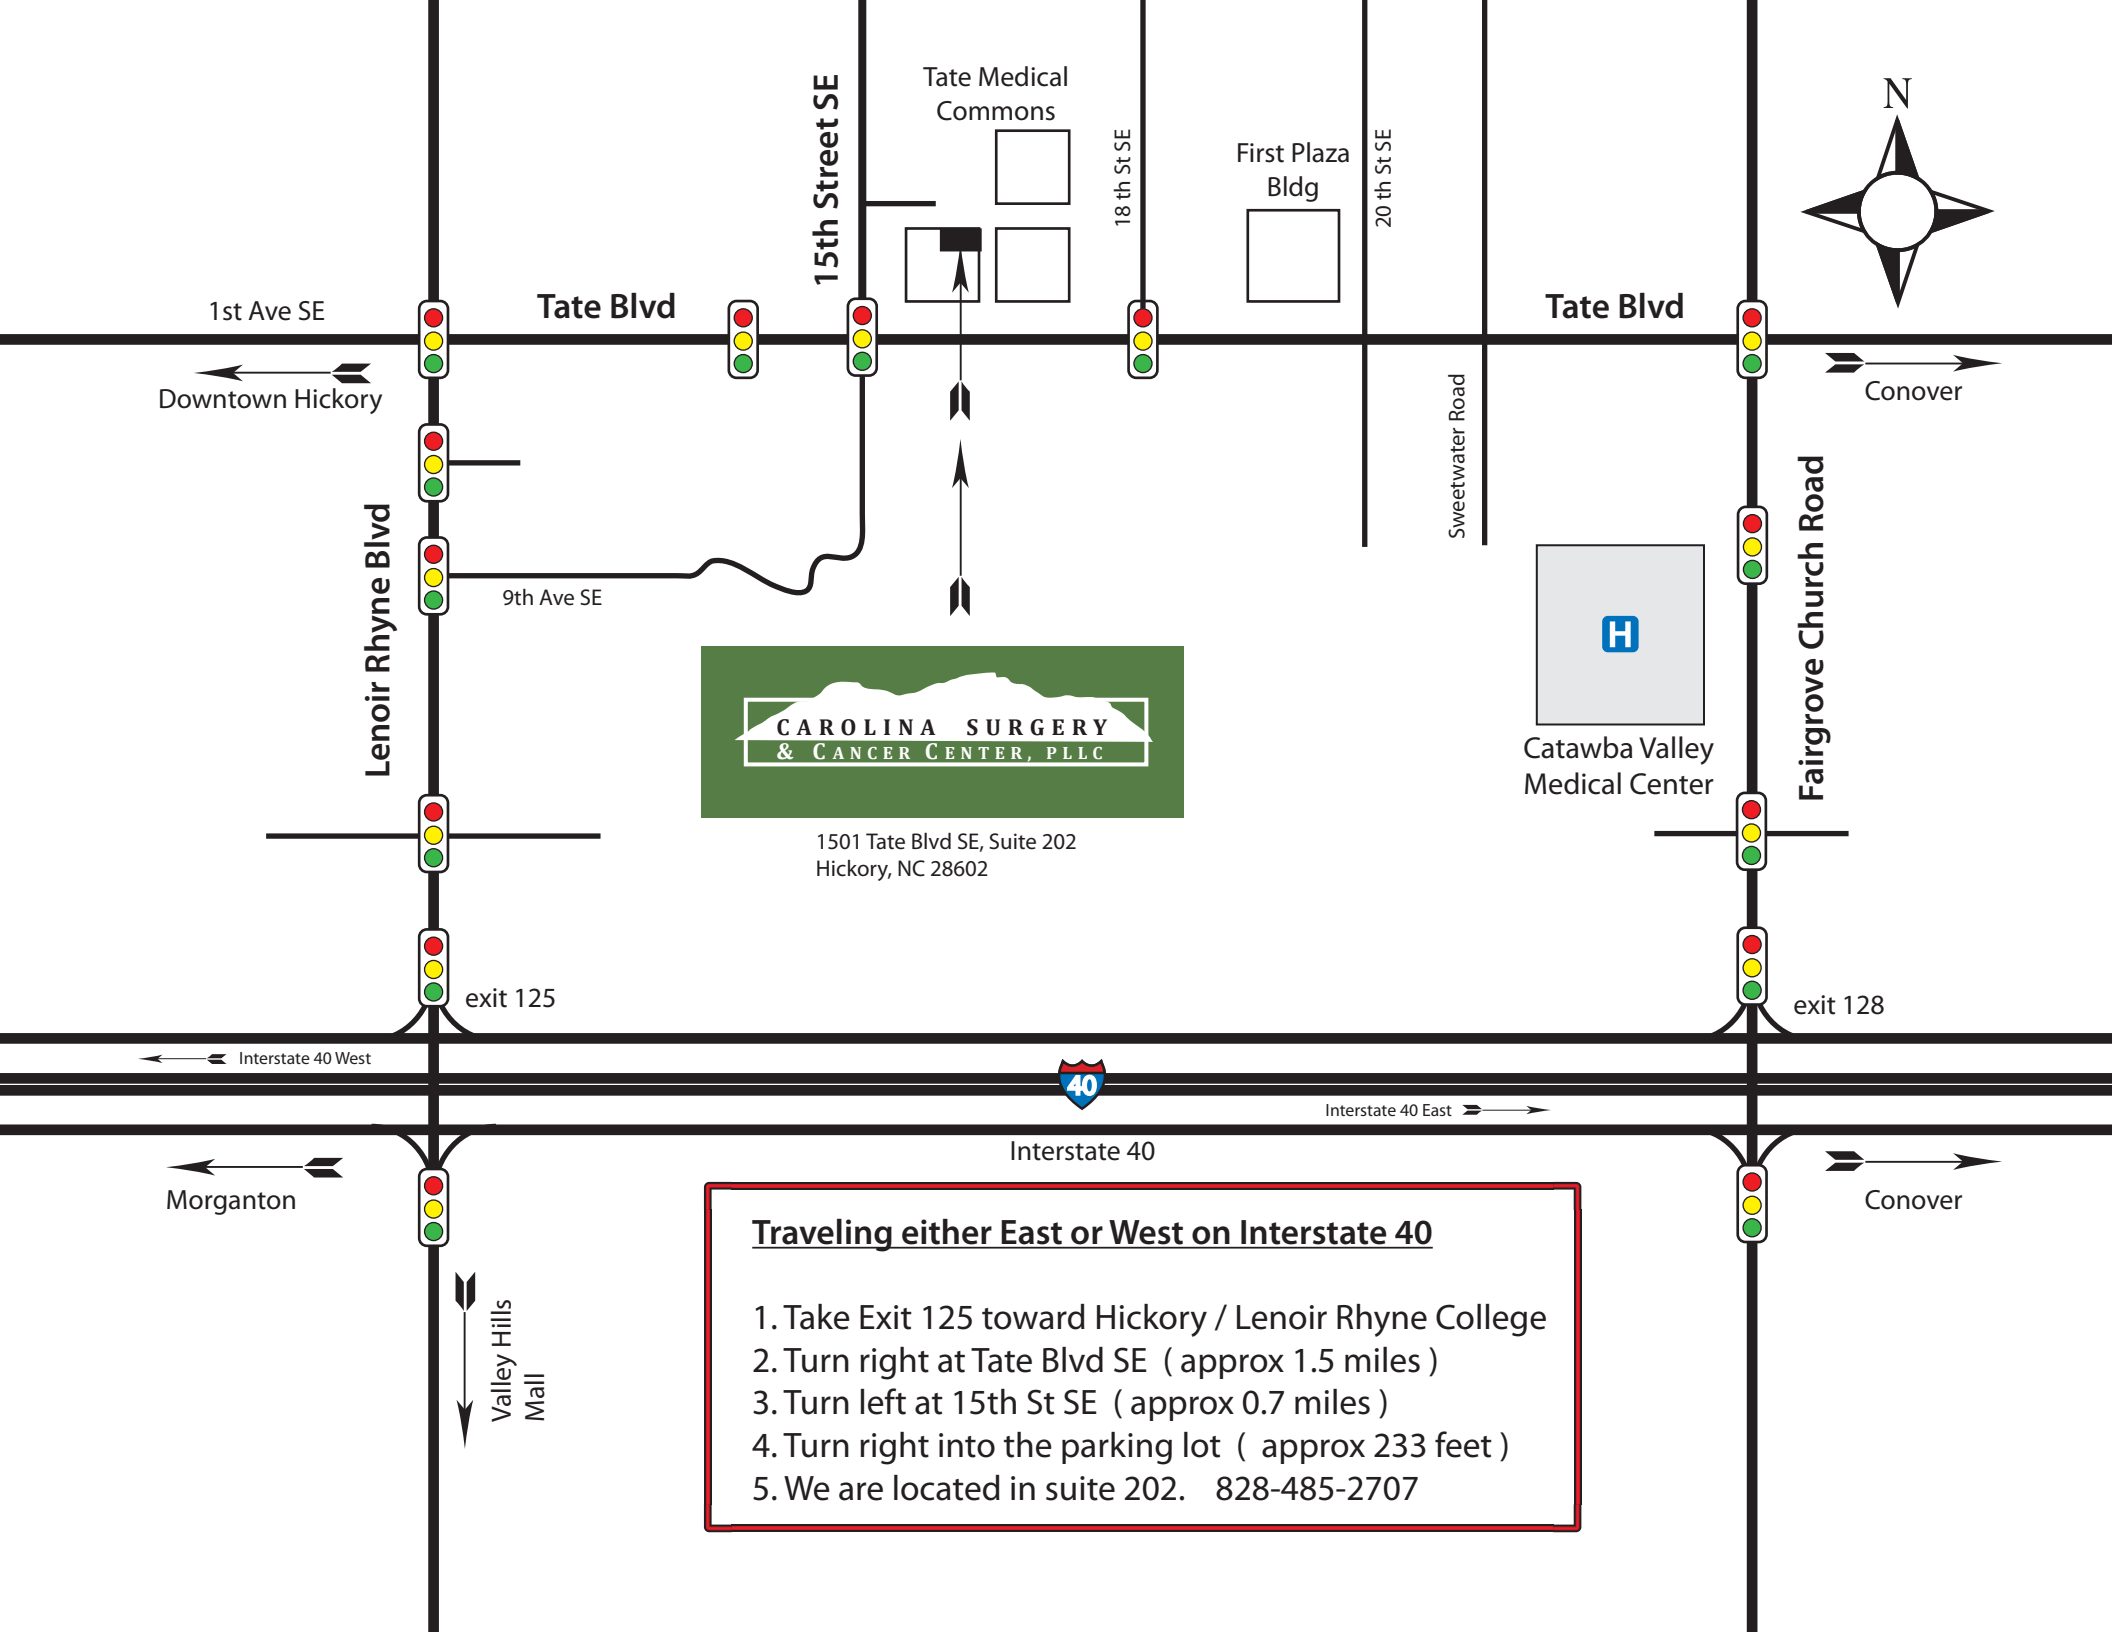 N
Tate Medical
Commons
15th Street SE
18 th St SE
First Plaza
Bldg
20 th St SE
1st Ave SE
Tate Blvd
Tate Blvd
Downtown Hickory
Conover
Sweetwater Road
Lenoir Rhyne Blvd
9th Ave SE
Fairgrove Church Road
H
CAROLINA SURGERY
& CANCER CENTER, PLLC
Catawba Valley
Medical Center
1501 Tate Blvd SE, Suite 202
Hickory, NC 28602
exit 125
exit 128
Interstate 40 West
40
Interstate 40 East
Interstate 40
Morganton
Conover
Valley Hills
Mall
Traveling either East or West on Interstate 40
1. Take Exit 125 toward Hickory / Lenoir Rhyne College
2. Turn right at Tate Blvd SE ( approx 1.5 miles )
3. Turn left at 15th St SE ( approx 0.7 miles )
4. Turn right into the parking lot ( approx 233 feet )
5. We are located in suite 202. 828-485-2707